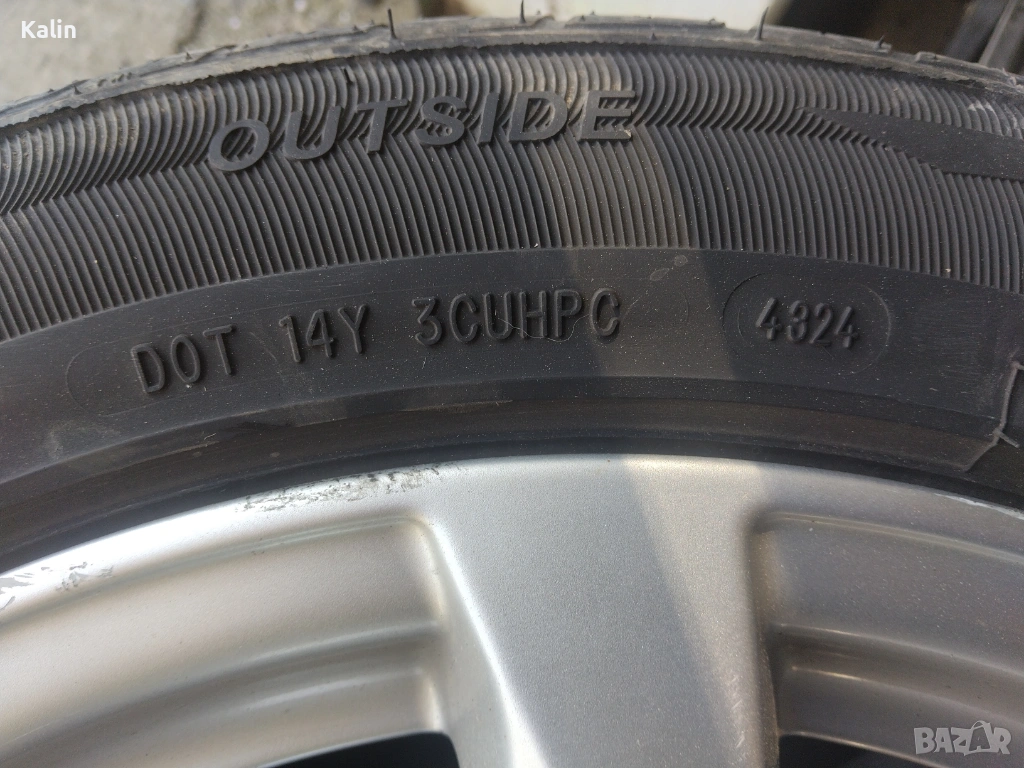 Kalin
OUTSIDE
DOT 14Y 3CUHPC 4324
BAZAR